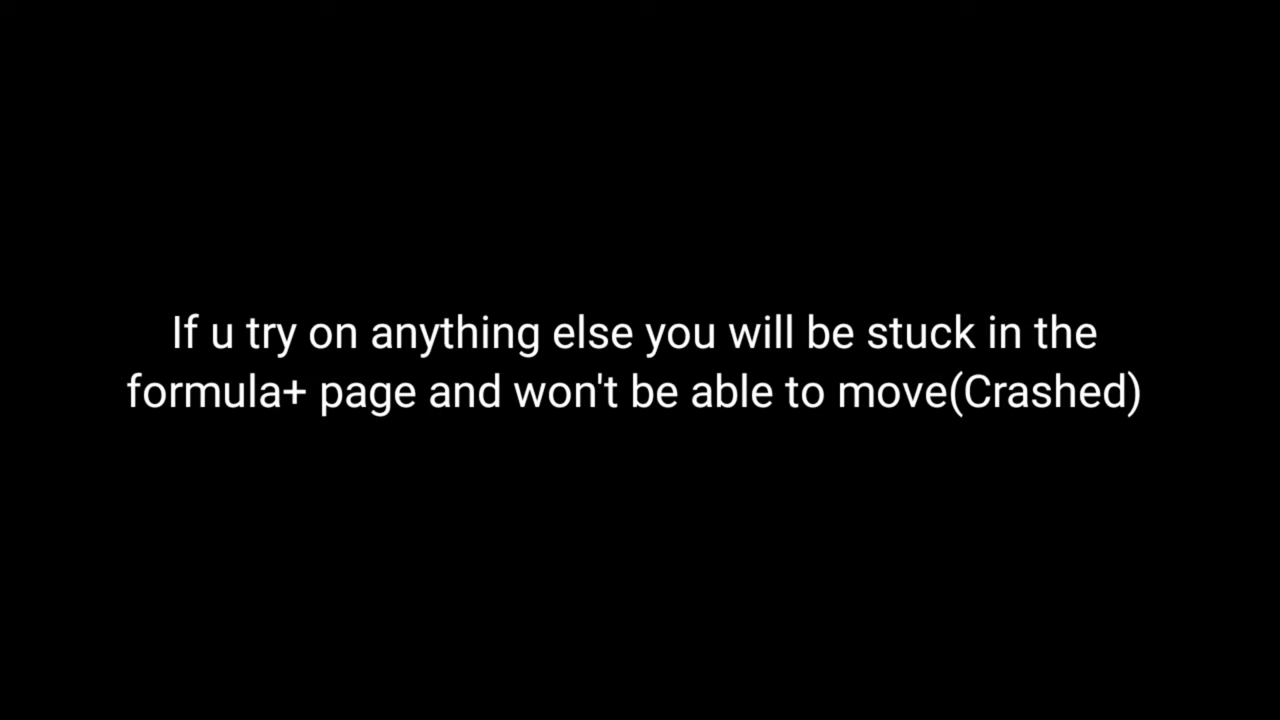 If u try on anything else you will be stuck in the
formula+ page and won't be able to move(Crashed)